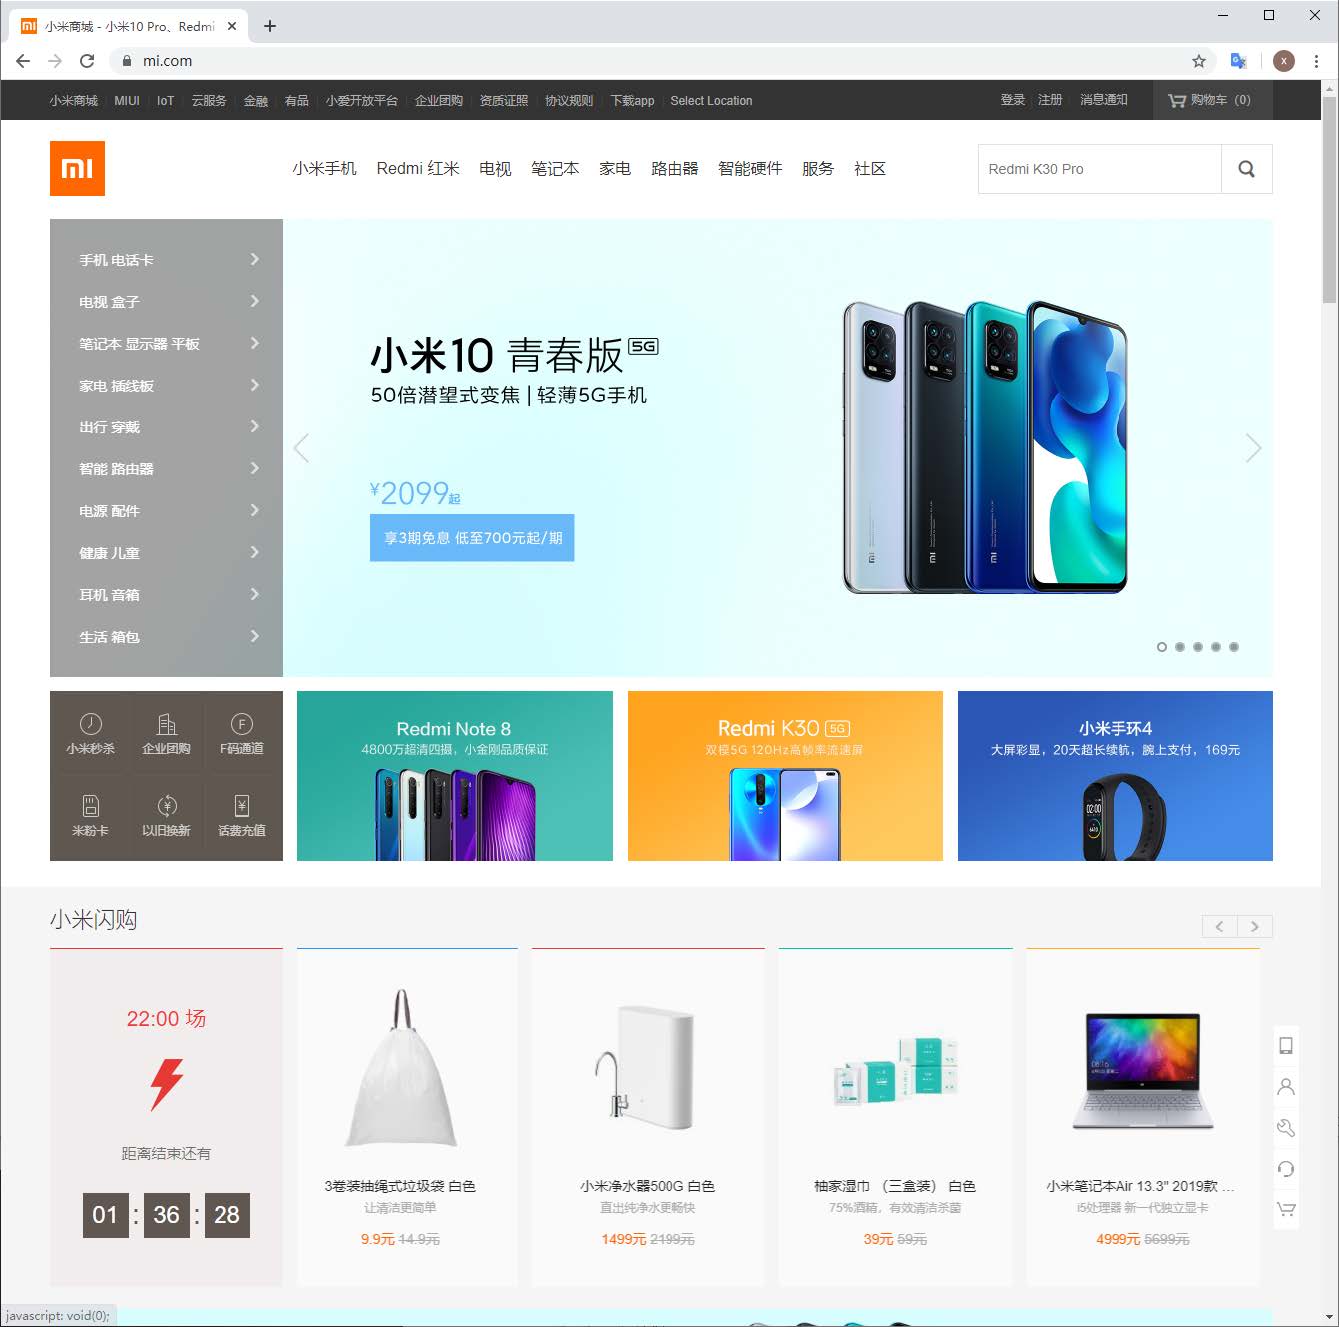 小米商城 - 小米10 Pro、Redmi
mi.com
X
小米商城 MIUI IoT 云服务 金融 有品 小爱开放平台 企业团购 资质证照 协议规则 下载app Select Location
登录 注册 消息通知 购物车 (0)
小米手机 Redmi 红米 电视 笔记本 家电 路由器 智能硬件 服务 社区
Redmi K30 Pro
手机 电话卡
电视 盒子
笔记本 显示器 平板
家电 插线板
出行 穿戴
智能 路由器
电源 配件
健康 儿童
耳机 音箱
生活 箱包
小米10 青春版 5G
50倍潜望式变焦 | 轻薄5G手机
¥2099起
享3期免息 低至700元起/期
小米秒杀 企业团购 F码通道
米粉卡 以旧换新 话费充值
Redmi Note 8
4800万超清四摄，小金刚品质保证
Redmi K30 5G
双模5G 120Hz高帧率流速屏
小米手环4
大屏彩显，20天超长续航，腕上支付，169元
02:00
小米闪购
22:00 场
距离结束还有
01 : 36 : 28
3卷装抽绳式垃圾袋 白色
让清洁更简单
9.9元 14.9元
小米净水器500G 白色
直出纯净水更畅快
1499元 2199元
柚家湿巾 （三盒装） 白色
75%酒精，有效清洁杀菌
39元 59元
小米笔记本Air 13.3" 2019款 ...
i5处理器 新一代独立显卡
4999元 5699元
javascript: void(0);